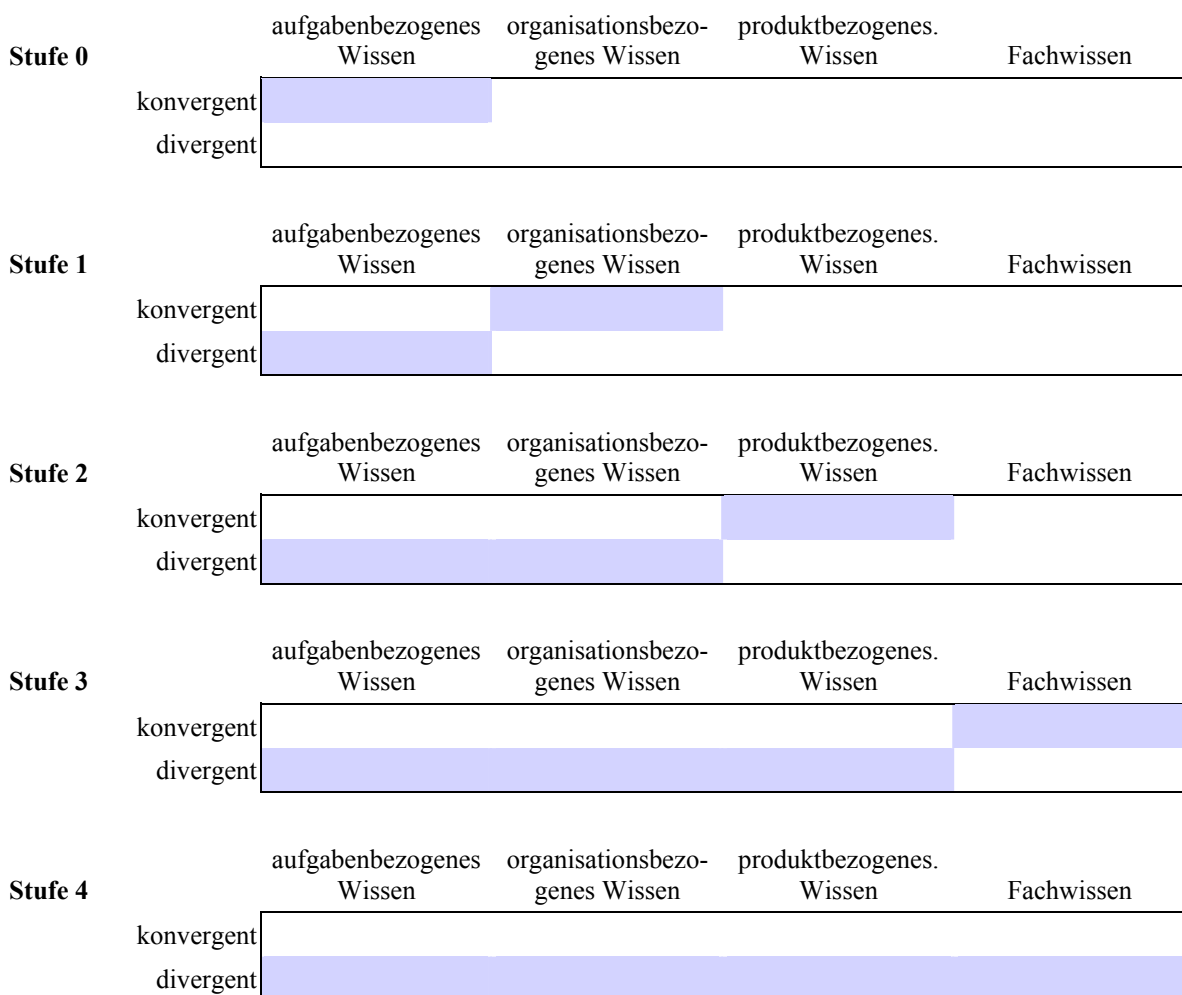 aufgabenbezogenes organisationsbezo- produktbezogenes.
Stufe 0 Wissen genes Wissen Wissen Fachwissen
konvergent
divergent
aufgabenbezogenes organisationsbezo- produktbezogenes.
Stufe 1 Wissen genes Wissen Wissen Fachwissen
konvergent
divergent
aufgabenbezogenes organisationsbezo- produktbezogenes.
Stufe 2 Wissen genes Wissen Wissen Fachwissen
konvergent
divergent
aufgabenbezogenes organisationsbezo- produktbezogenes.
Stufe 3 Wissen genes Wissen Wissen Fachwissen
konvergent
divergent
aufgabenbezogenes organisationsbezo- produktbezogenes.
Stufe 4 Wissen genes Wissen Wissen Fachwissen
konvergent
divergent